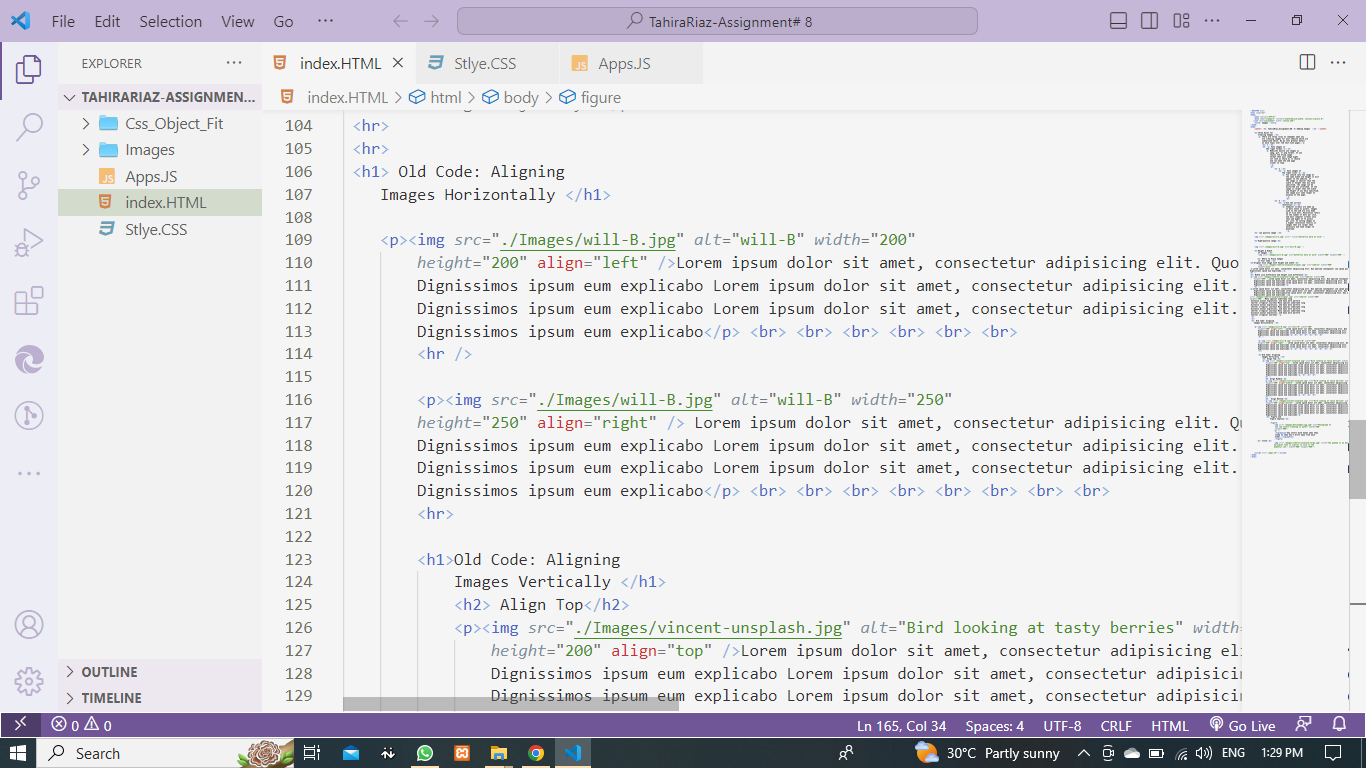 File Edit Selection View Go ··· TahiraRiaz-Assignment# 8
EXPLORER ···
index.HTML
Stlye.CSS
JS Apps.JS
TAHIRARIAZ-ASSIGNMEN...
Css_Object_Fit
Images
JS Apps.JS
index.HTML
Stlye.CSS
OUTLINE
TIMELINE
index.HTML > html > body > figure
104 <hr>
105 <hr>
106 <h1> Old Code: Aligning
107 Images Horizontally </h1>
108
109 <p><img src="./Images/will-B.jpg" alt="will-B" width="200"
110 height="200" align="left" />Lorem ipsum dolor sit amet, consectetur adipisicing elit. Quo
111 Dignissimos ipsum eum explicabo Lorem ipsum dolor sit amet, consectetur adipisicing elit.
112 Dignissimos ipsum eum explicabo Lorem ipsum dolor sit amet, consectetur adipisicing elit.
113 Dignissimos ipsum eum explicabo</p> <br> <br> <br> <br> <br> <br>
114 <hr />
115
116 <p><img src="./Images/will-B.jpg" alt="will-B" width="250"
117 height="250" align="right" /> Lorem ipsum dolor sit amet, consectetur adipisicing elit.
118 Dignissimos ipsum eum explicabo Lorem ipsum dolor sit amet, consectetur adipisicing elit.
119 Dignissimos ipsum eum explicabo Lorem ipsum dolor sit amet, consectetur adipisicing elit.
120 Dignissimos ipsum eum explicabo</p> <br> <br> <br> <br> <br> <br> <br> <br>
121 <hr>
122
123 <h1>Old Code: Aligning
124 Images Vertically </h1>
125 <h2> Align Top</h2>
126 <p><img src="./Images/vincent-unsplash.jpg" alt="Bird looking at tasty berries" width
127 height="200" align="top" />Lorem ipsum dolor sit amet, consectetur adipisicing eli
128 Dignissimos ipsum eum explicabo Lorem ipsum dolor sit amet, consectetur adipisicin
129 Dignissimos ipsum eum explicabo Lorem ipsum dolor sit amet, consectetur adipisicin
0 0 Ln 165, Col 34 Spaces: 4 UTF-8 CRLF HTML Go Live
Search 30°C Partly sunny ENG 1:29 PM